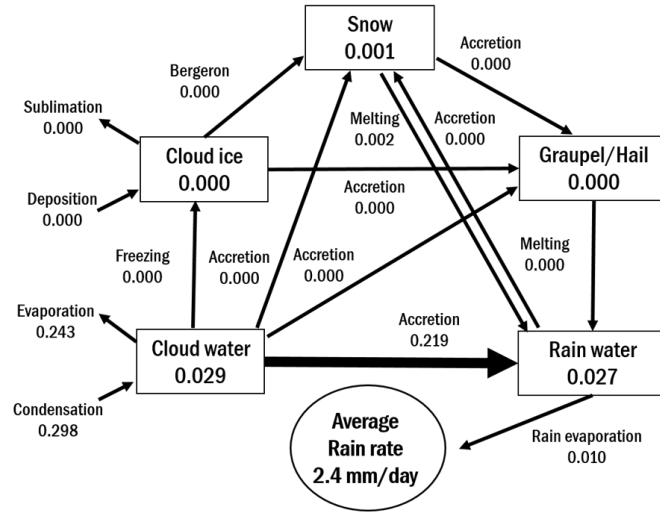 Snow
0.001
Accretion
0.000
Bergeron
0.000
Sublimation
0.000
Melting
0.002
Accretion
0.000
Cloud ice
0.000
Graupel/Hail
0.000
Deposition
0.000
Accretion
0.000
Freezing
0.000
Accretion
0.000
Accretion
0.000
Melting
0.000
Evaporation
0.243
Accretion
0.219
Cloud water
0.029
Rain water
0.027
Condensation
0.298
Average
Rain rate
2.4 mm/day
Rain evaporation
0.010